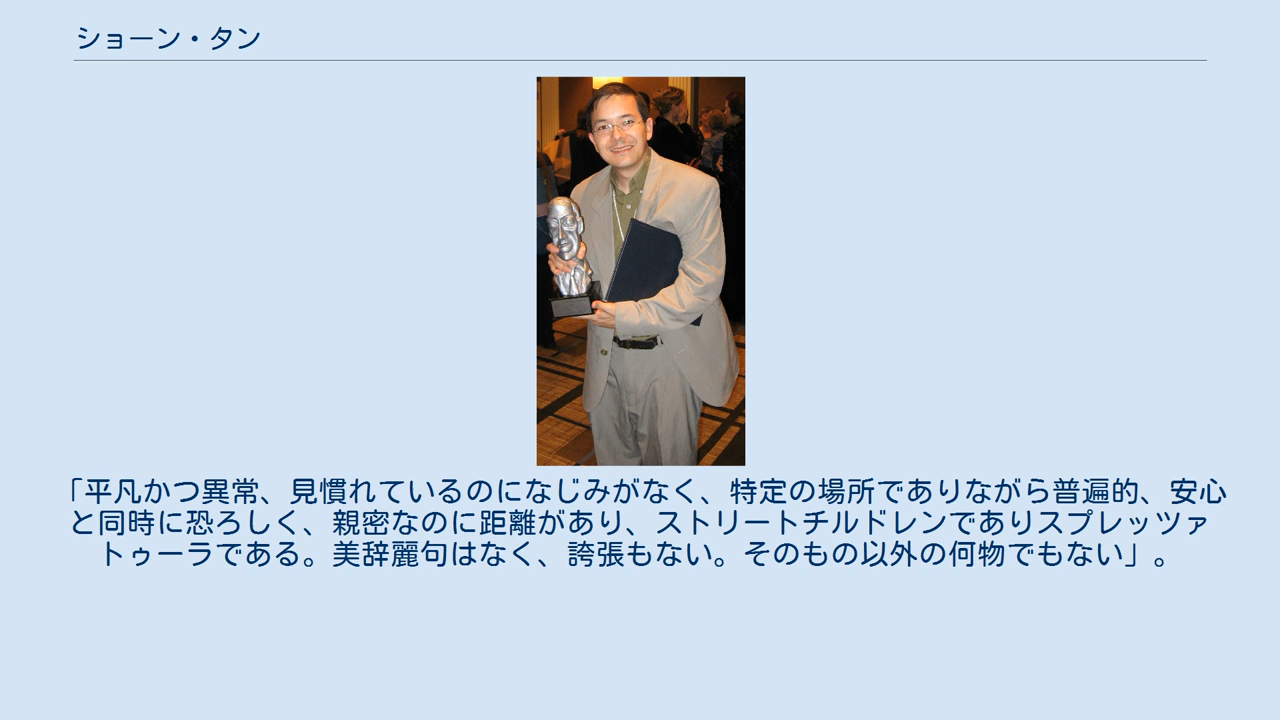 ショーン・タン
「平凡かつ異常、見慣れているのになじみがなく、特定の場所でありながら普遍的、安心
と同時に恐ろしく、親密なのに距離があり、ストリートチルドレンでありスプレッツァ
トゥーラである。美辞麗句はなく、誇張もない。そのもの以外の何物でもない」。